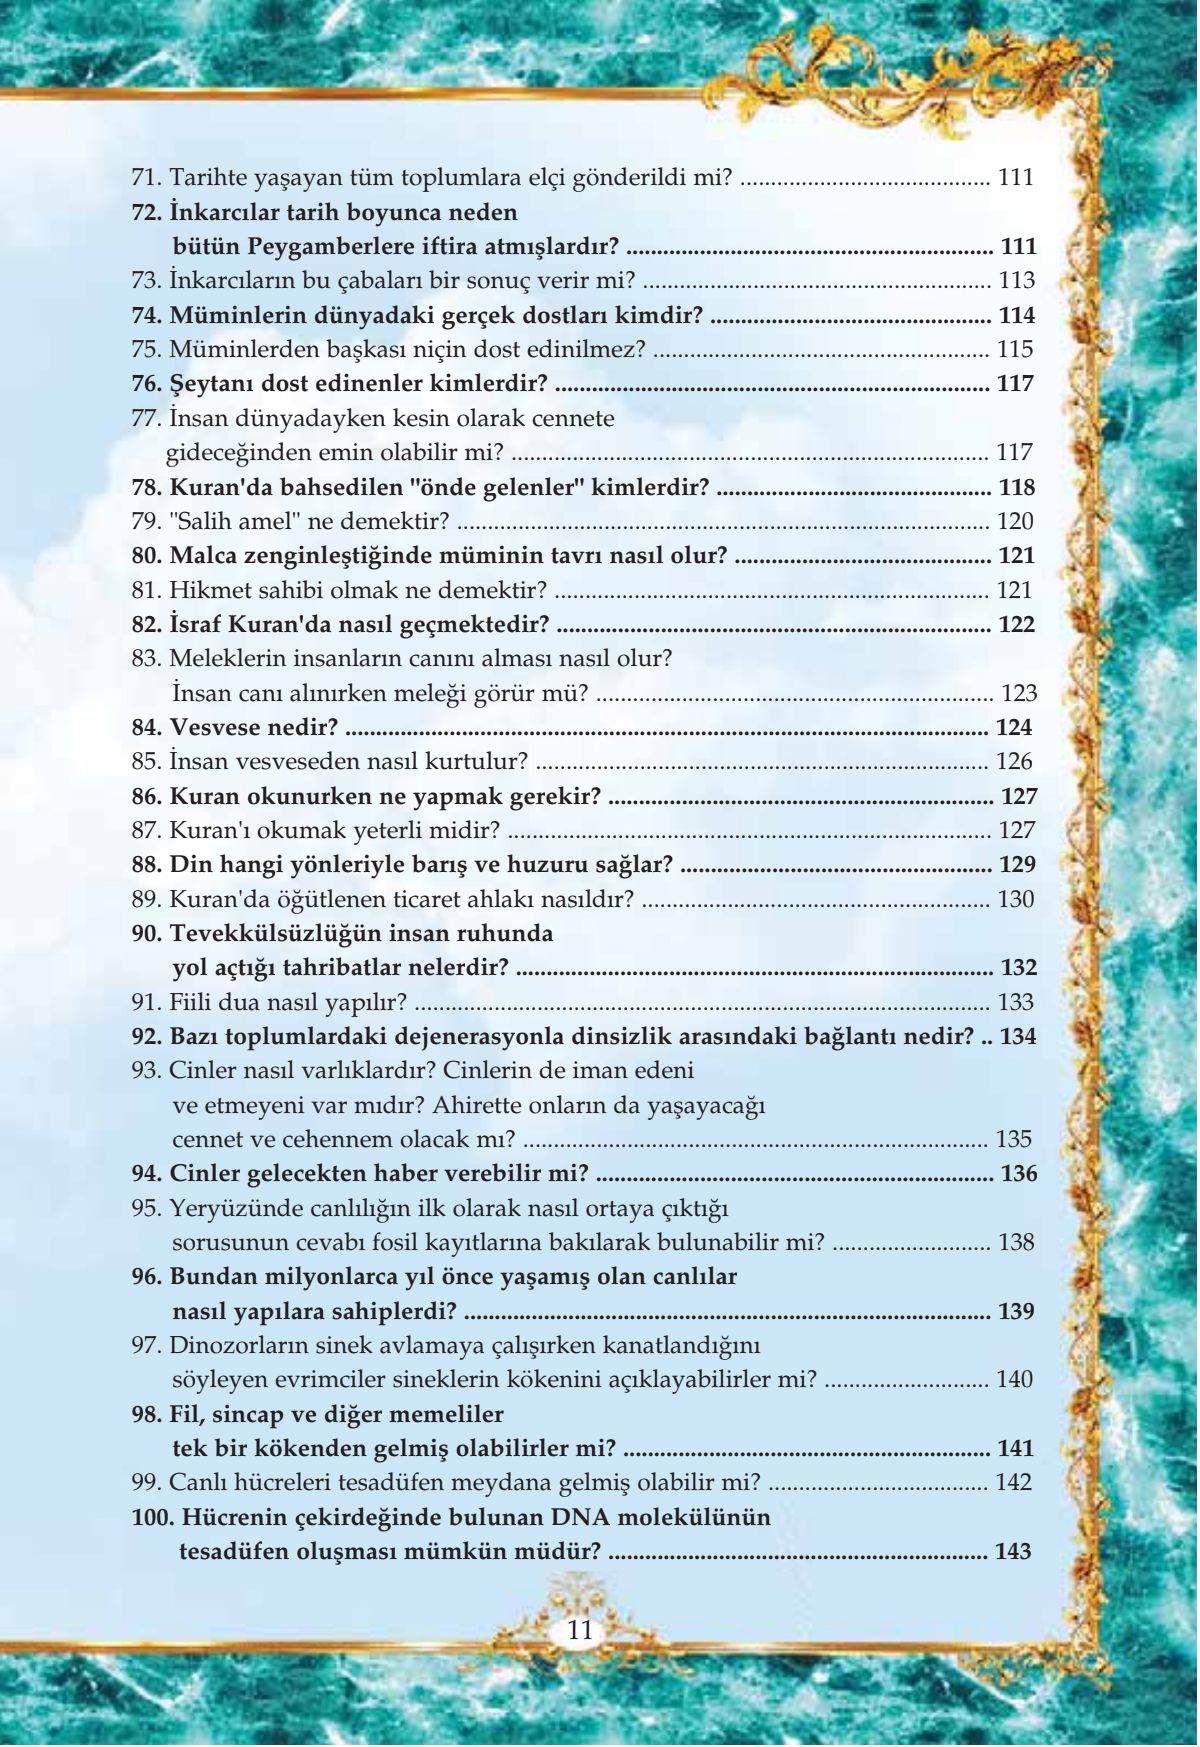 71. Tarihte yaşayan tüm toplumlara elçi gönderildi mi? ......................................... 111
72. İnkarcılar tarih boyunca neden
bütün Peygamberlere iftira atmışlardır? ............................................................ 111
73. İnkarcıların bu çabaları bir sonuç verir mi? ......................................................... 113
74. Müminlerin dünyadaki gerçek dostları kimdir? .............................................. 114
75. Müminlerden başkası niçin dost edinilmez? ....................................................... 115
76. Şeytanı dost edinenler kimlerdir? ....................................................................... 117
77. İnsan dünyadayken kesin olarak cennete
gideceğinden emin olabilir mi? .............................................................................. 117
78. Kuran'da bahsedilen "önde gelenler" kimlerdir? ............................................. 118
79. "Salih amel" ne demektir? ....................................................................................... 120
80. Malca zenginleştiğinde müminin tavrı nasıl olur? .......................................... 121
81. Hikmet sahibi olmak ne demektir? ....................................................................... 121
82. İsraf Kuran'da nasıl geçmektedir? ....................................................................... 122
83. Meleklerin insanların canını alması nasıl olur?
İnsan canı alınırken meleği görür mü? ................................................................. 123
84. Vesvese nedir? ......................................................................................................... 124
85. İnsan vesveseden nasıl kurtulur? .......................................................................... 126
86. Kuran okunurken ne yapmak gerekir? ............................................................... 127
87. Kuran'ı okumak yeterli midir? ............................................................................... 127
88. Din hangi yönleriyle barış ve huzuru sağlar? ................................................... 129
89. Kuran'da öğütlenen ticaret ahlakı nasıldır? ......................................................... 130
90. Tevekkülsüzlüğün insan ruhunda
yol açtığı tahribatlar nelerdir? .............................................................................. 132
91. Fiili dua nasıl yapılır? .............................................................................................. 133
92. Bazı toplumlardaki dejenerasyonla dinsizlik arasındaki bağlantı nedir? .. 134
93. Cinler nasıl varlıklardır? Cinlerin de iman edeni
ve etmeyeni var mıdır? Ahirette onların da yaşayacağı
cennet ve cehennem olacak mı? ............................................................................ 135
94. Cinler gelecekten haber verebilir mi? ................................................................. 136
95. Yeryüzünde canlılığın ilk olarak nasıl ortaya çıktığı
sorusunun cevabı fosil kayıtlarına bakılarak bulunabilir mi? .......................... 138
96. Bundan milyonlarca yıl önce yaşamış olan canlılar
nasıl yapılara sahiplerdi? ...................................................................................... 139
97. Dinozorların sinek avlamaya çalışırken kanatlandığını
söyleyen evrimciler sineklerin kökenini açıklayabilirler mi? ........................... 140
98. Fil, sincap ve diğer memeliler
tek bir kökenden gelmiş olabilirler mi? ............................................................ 141
99. Canlı hücreleri tesadüfen meydana gelmiş olabilir mi? .................................... 142
100. Hücrenin çekirdeğinde bulunan DNA molekülünün
tesadüfen oluşması mümkün müdür? .............................................................. 143
11